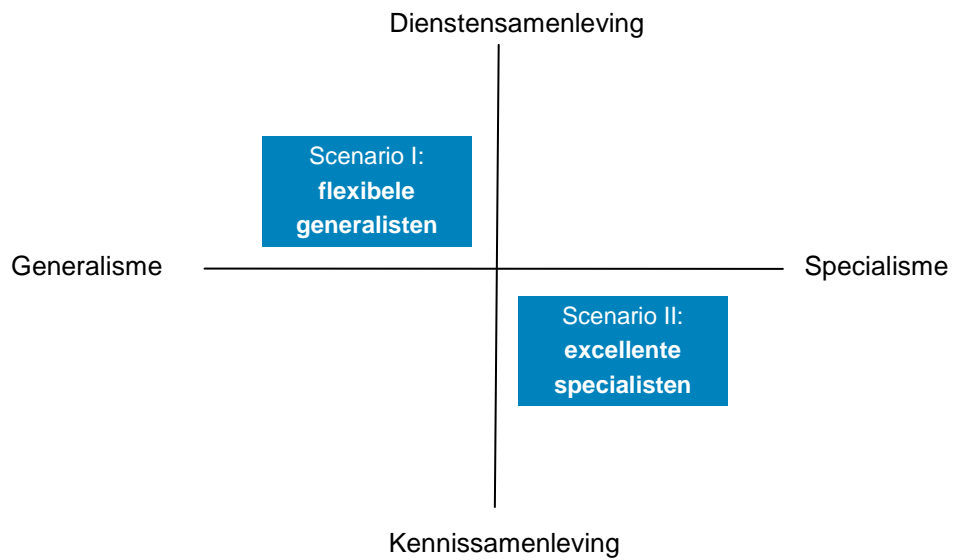 Dienstensamenleving
Scenario I:
flexibele
generalisten
Generalisme
Specialisme
Scenario II:
excellente
specialisten
Kennissamenleving